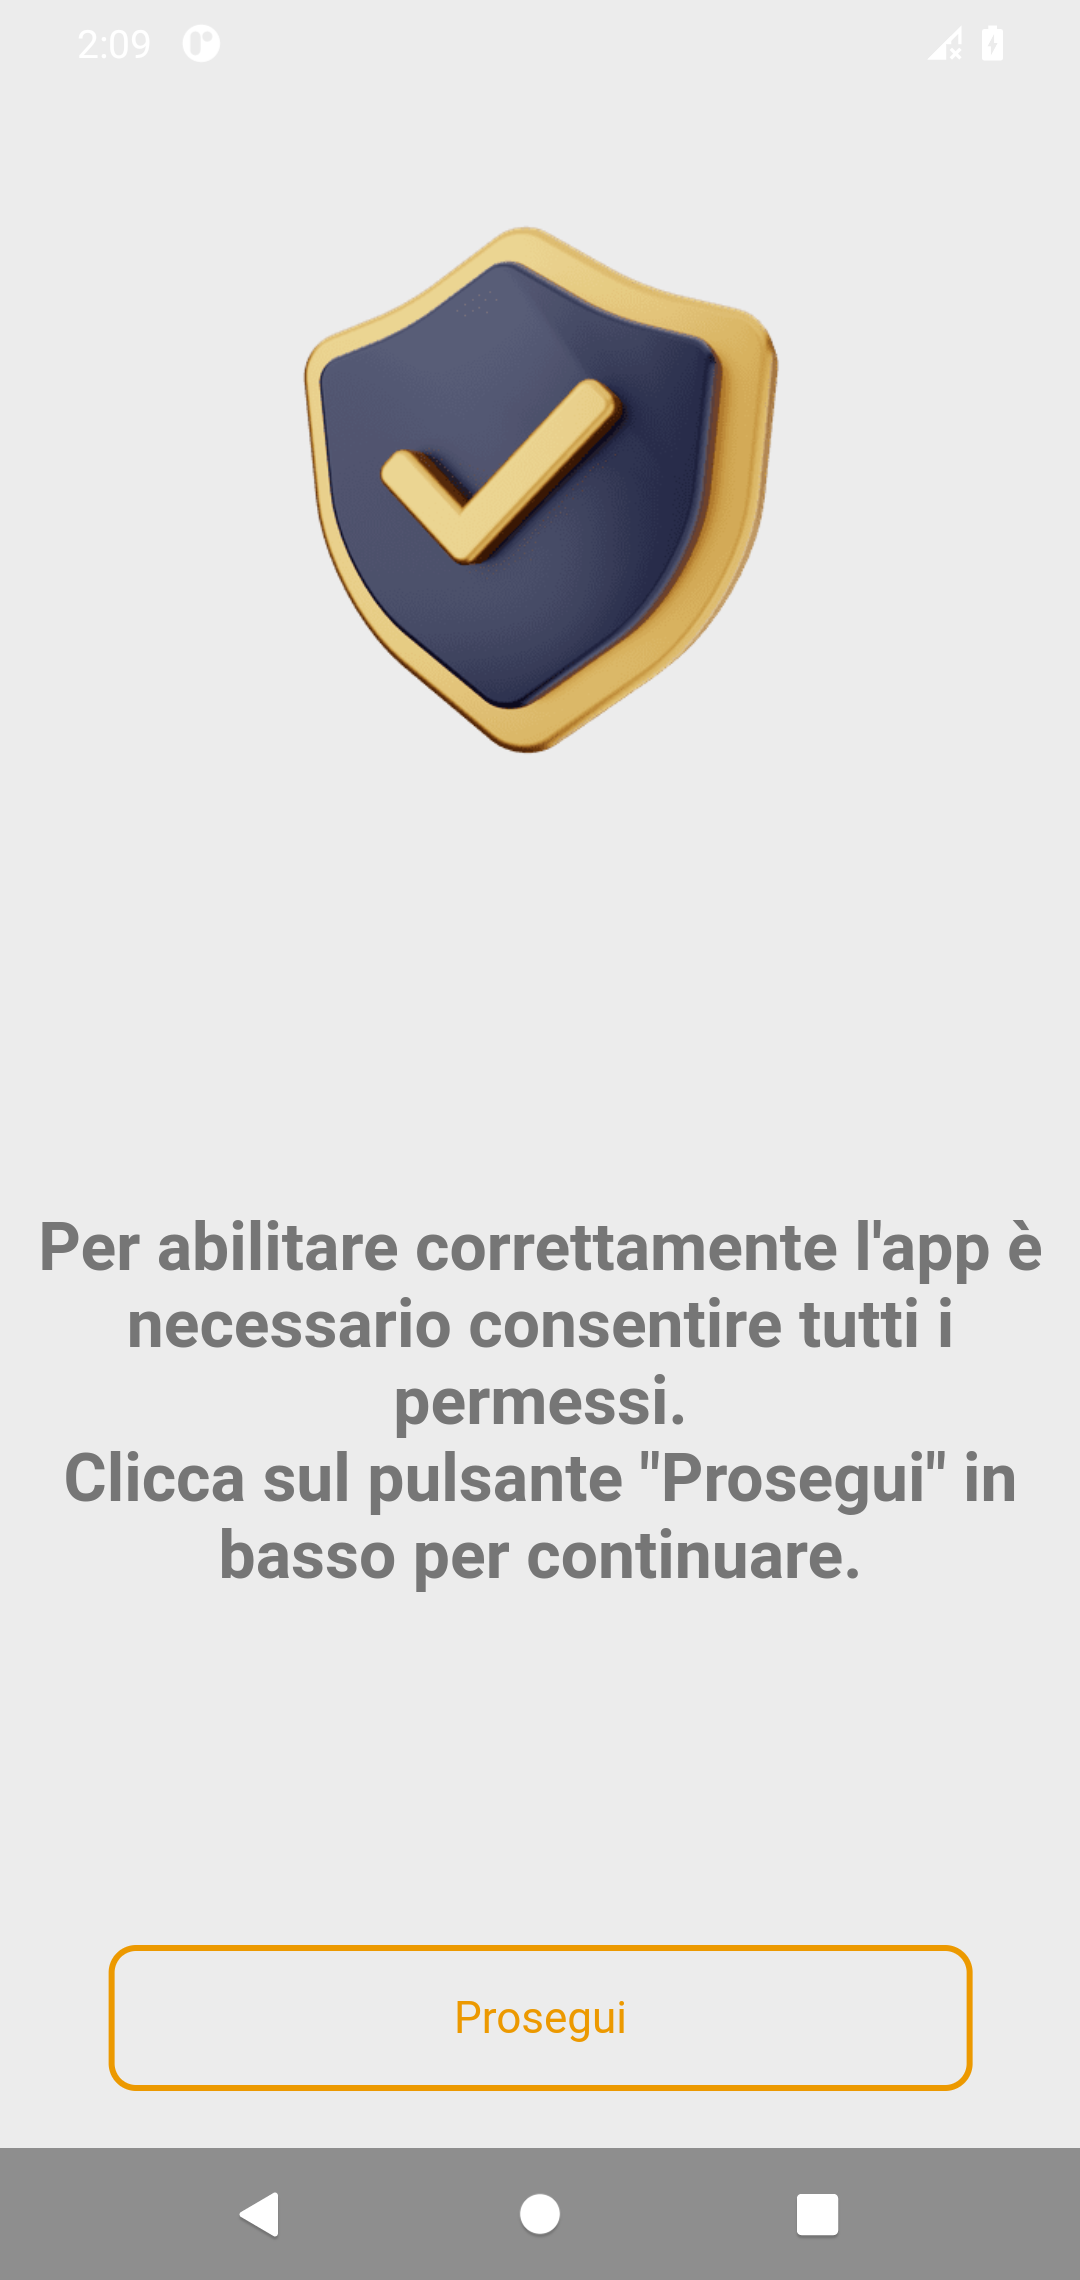 2:09
Per abilitare correttamente l'app è
necessario consentire tutti i
permessi.
Clicca sul pulsante "Prosegui" in
basso per continuare.
Prosegui